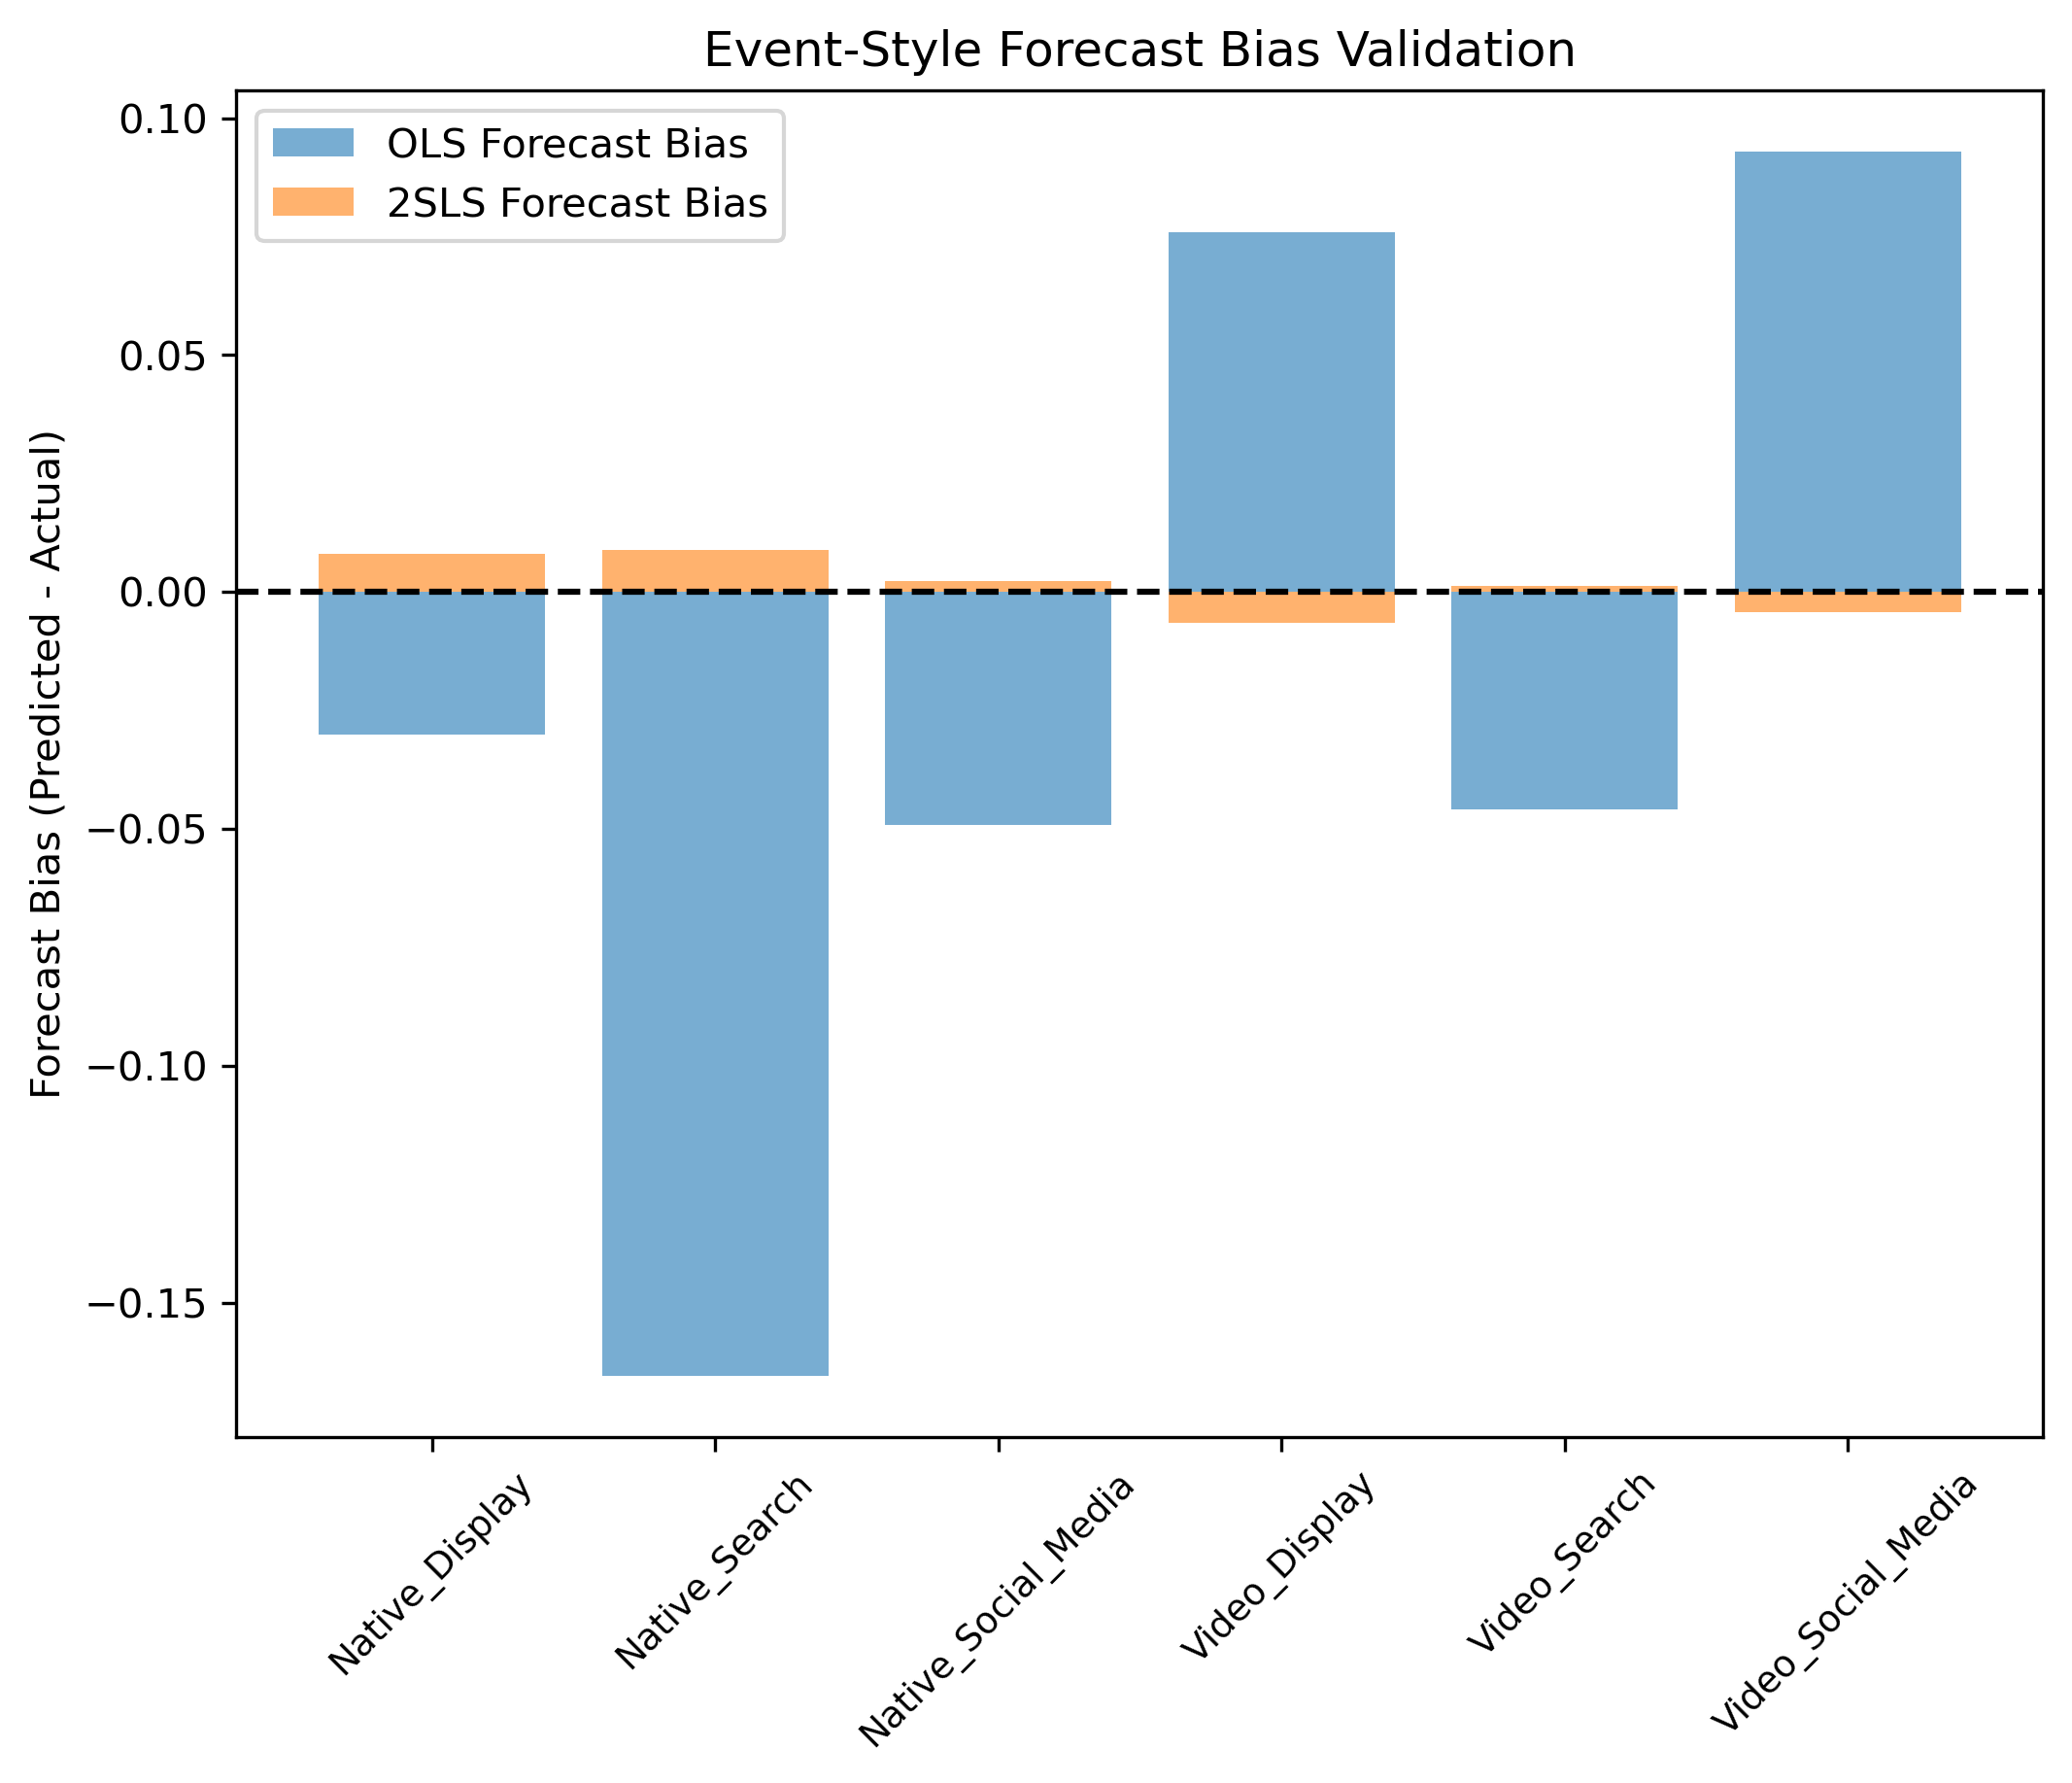 Event-Style Forecast Bias Validation
OLS Forecast Bias
2SLS Forecast Bias
Forecast Bias (Predicted - Actual)
0.10
0.05
0.00
−0.05
−0.10
−0.15
Native_Display
Native_Search
Native_Social_Media
Video_Display
Video_Search
Video_Social_Media